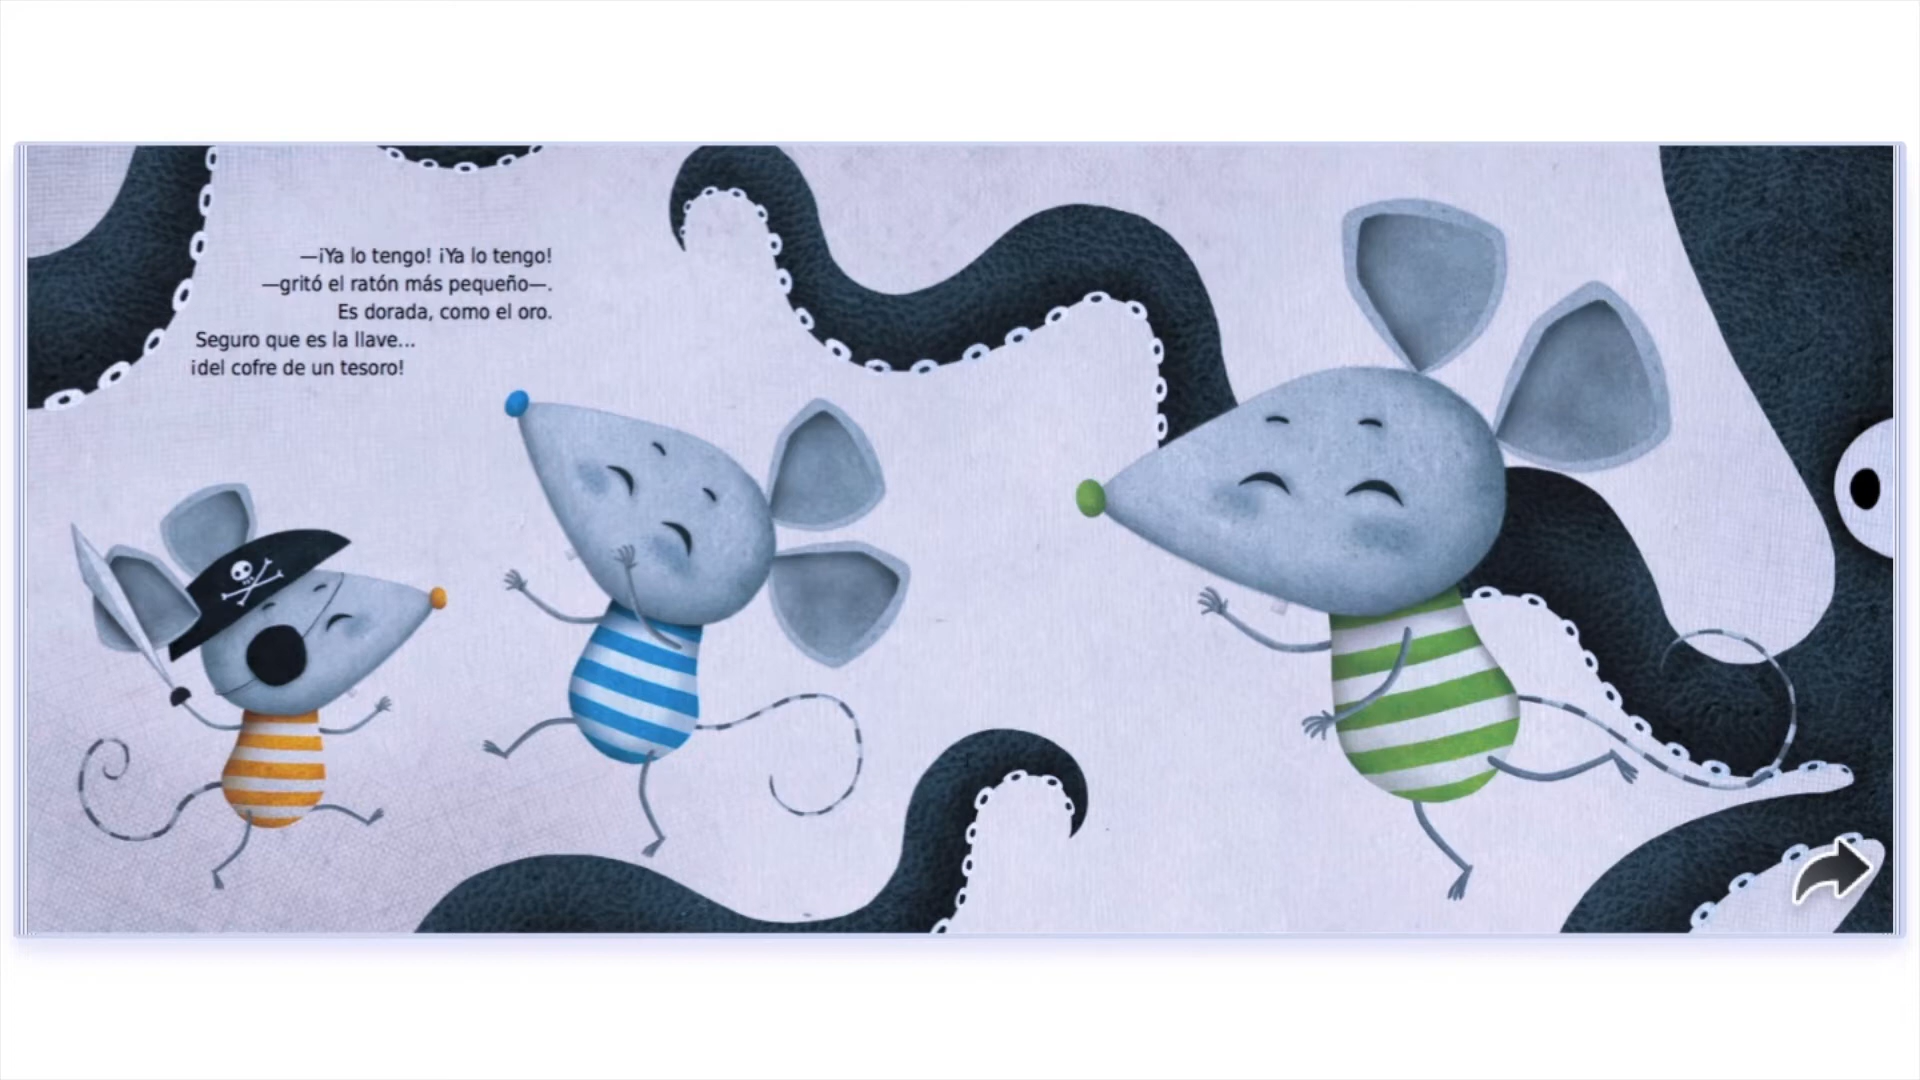 —¡Ya lo tengo! ¡Ya lo tengo!
—gritó el ratón más pequeño—.
Es dorada, como el oro.
Seguro que es la llave...
¡del cofre de un tesoro!